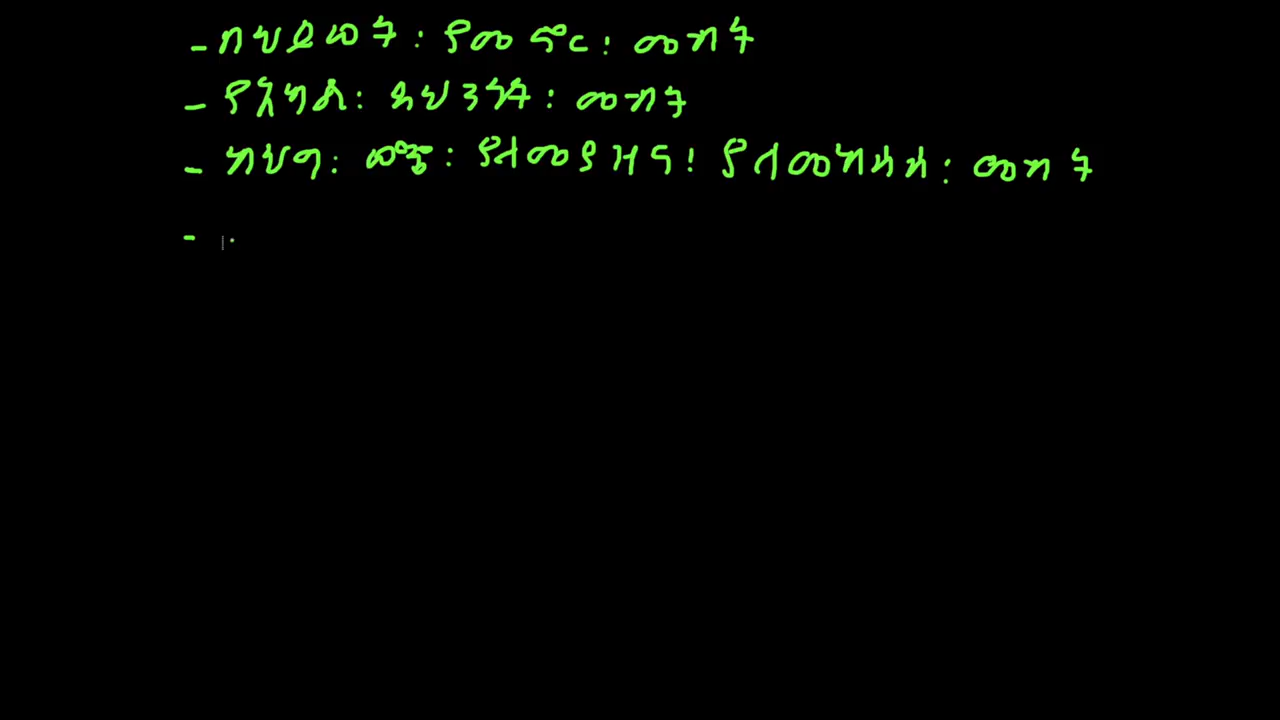 - በህይወት፡ የመኖር፡ መብት
- የአካል፡ ደህንነት፡ መብት
- ከህግ፡ ውጭ፡ ያለመያዝና፡ ያለመከሰስ፡ መብት
-